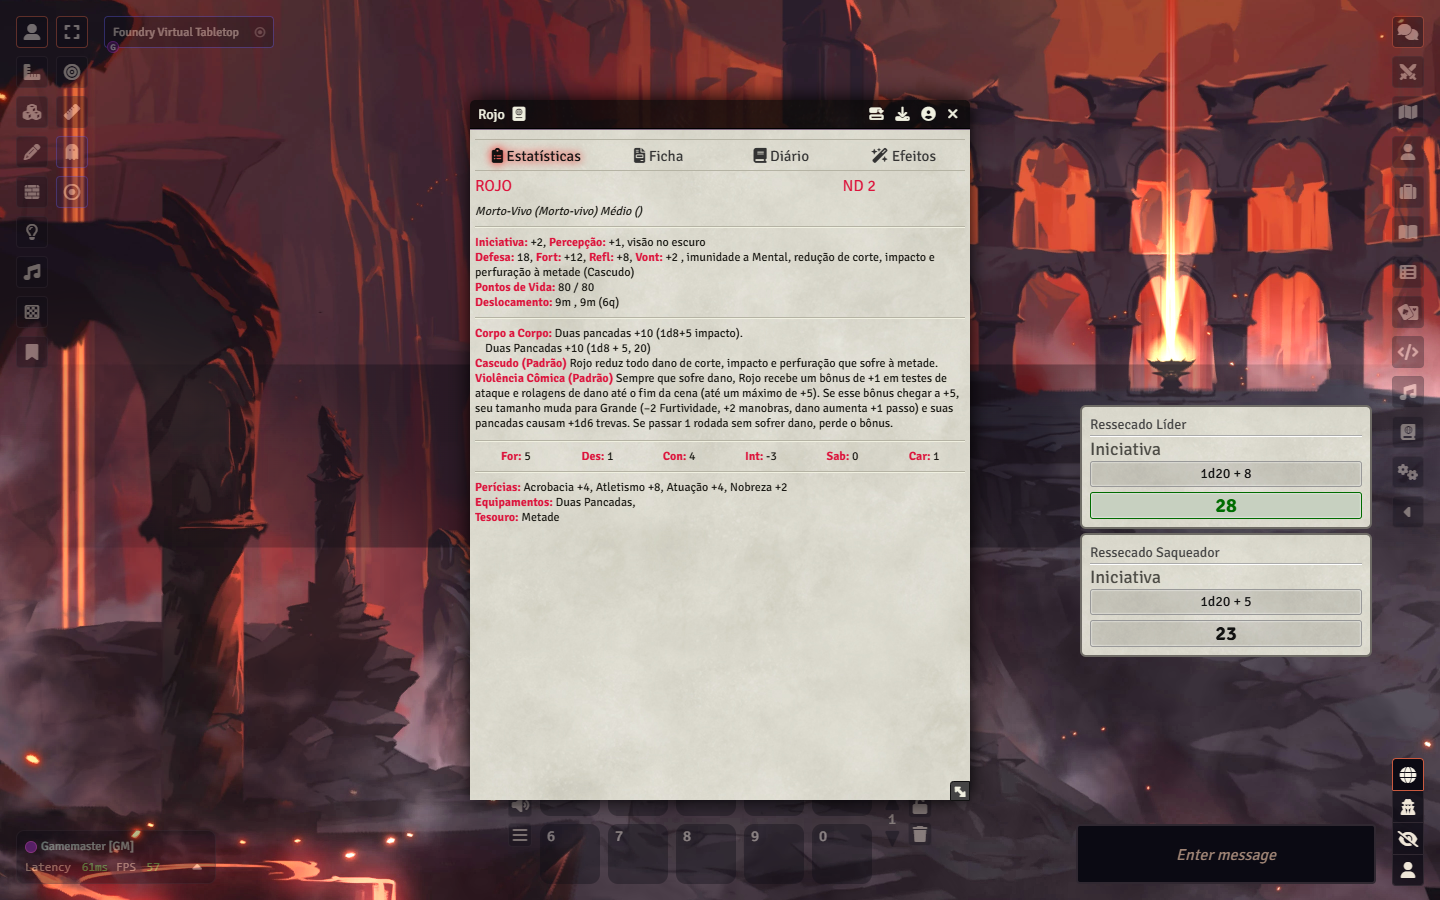 Foundry Virtual Tabletop
G
Rojo
Estatísticas
Ficha
Diário
Efeitos
ROJO
ND 2
Morto-Vivo (Morto-vivo) Médio ()
Iniciativa: +2, Percepção: +1, visão no escuro
Defesa: 18, Fort: +12, Refl: +8, Vont: +2 , imunidade a Mental, redução de corte, impacto e
perfuração à metade (Cascudo)
Pontos de Vida: 80 / 80
Deslocamento: 9m , 9m (6q)
Corpo a Corpo: Duas pancadas +10 (1d8+5 impacto).
Duas Pancadas +10 (1d8 + 5, 20)
Cascudo (Padrão) Rojo reduz todo dano de corte, impacto e perfuração que sofre à metade.
Violência Cômica (Padrão) Sempre que sofre dano, Rojo recebe um bônus de +1 em testes de
ataque e rolagens de dano até o fim da cena (até um máximo de +5). Se esse bônus chegar a +5,
seu tamanho muda para Grande (−2 Furtividade, +2 manobras, dano aumenta +1 passo) e suas
pancadas causam +1d6 trevas. Se passar 1 rodada sem sofrer dano, perde o bônus.
For: 5
Des: 1
Con: 4
Int: -3
Sab: 0
Car: 1
Perícias: Acrobacia +4, Atletismo +8, Atuação +4, Nobreza +2
Equipamentos: Duas Pancadas,
Tesouro: Metade
Ressecado Líder
Iniciativa
1d20 + 8
28
Ressecado Saqueador
Iniciativa
1d20 + 5
23
6
7
8
9
0
1
Gamemaster [GM]
Latency 61ms FPS 57
Enter message